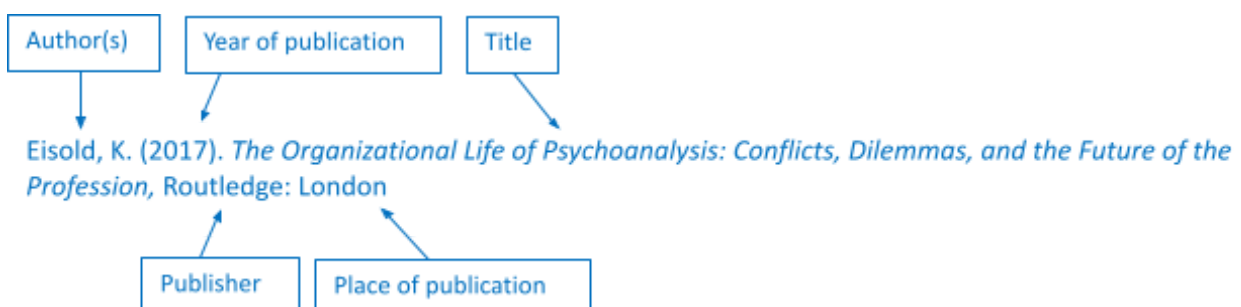 Author(s)
Year of publication
Title
Eisold, K. (2017). The Organizational Life of Psychoanalysis: Conflicts, Dilemmas, and the Future of the
Profession, Routledge: London
Publisher
Place of publication